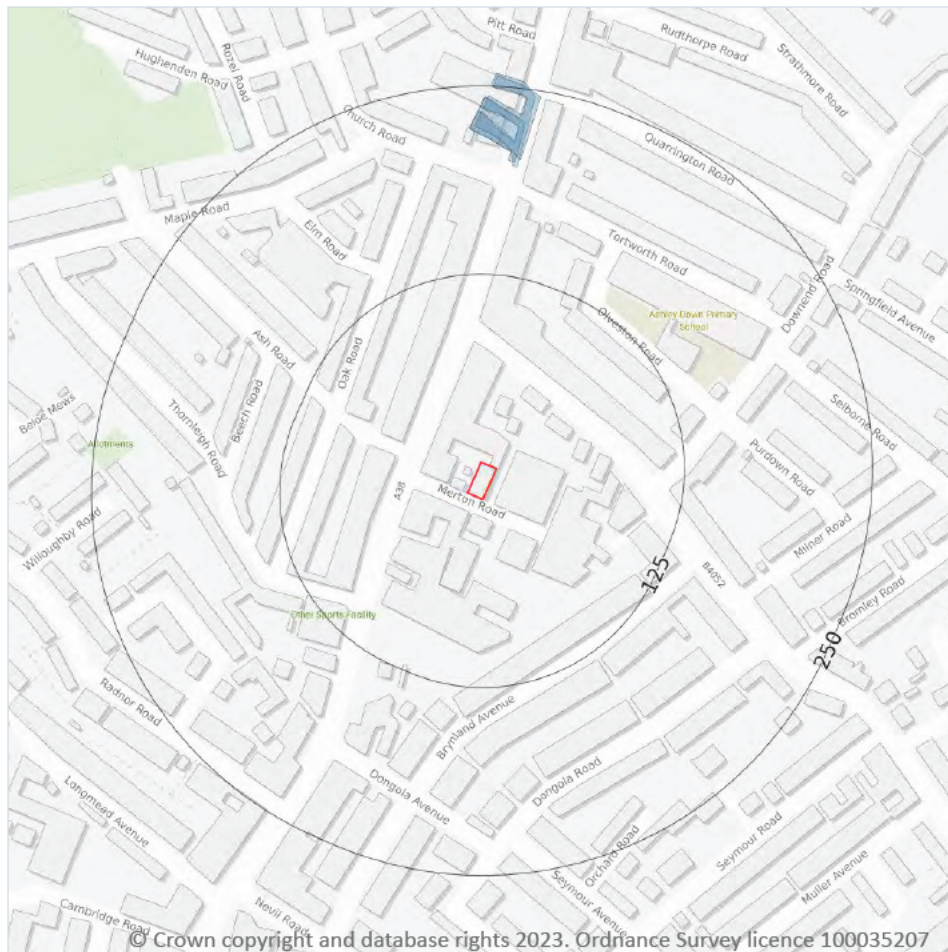 Pitt Road
Rudthorpe Road
Strathmore Road
Hughenden Road
Rozel Road
Church Road
Quarrington Road
Maple Road
Elm Road
Tortworth Road
Downend Road
Springfield Avenue
Ashley Down Primary
School
Olveston Road
Oak Road
Ash Road
Beech Road
Thornleigh Road
Beloe Mews
Allotments
Selborne Road
Purdown Road
A38
Merton Road
Willoughby Road
Milner Road
B4052
125
Bromley Road
Other Sports Facility
250
Radnor Road
Brynland Avenue
Dongola Road
Longmead Avenue
Dongola Avenue
Orchard Road
Seymour Road
Muller Avenue
Seymour Avenue
Nevil Road
Cambridge Road
© Crown copyright and database rights 2023. Ordnance Survey licence 100035207